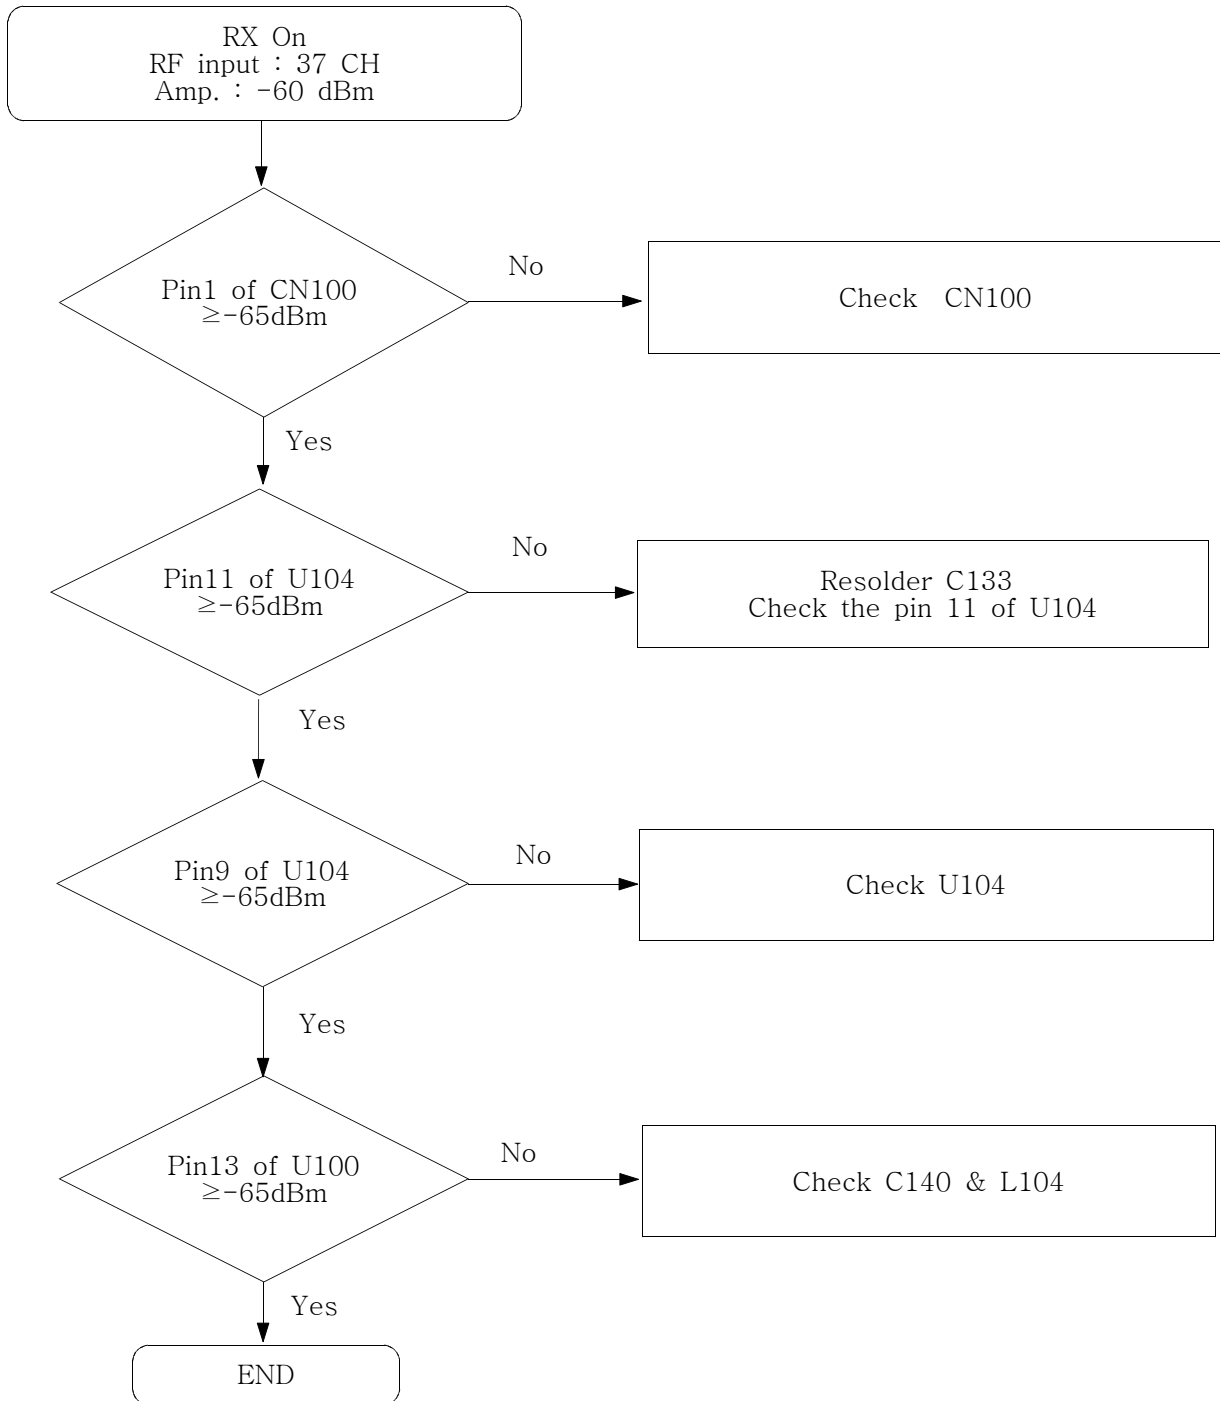 RX On
RF input : 37 CH
Amp. : -60 dBm
Pin1 of CN100
≥-65dBm
No
Check CN100
Yes
Pin11 of U104
≥-65dBm
No
Resolder C133
Check the pin 11 of U104
Yes
Pin9 of U104
≥-65dBm
No
Check U104
Yes
Pin13 of U100
≥-65dBm
No
Check C140 & L104
Yes
END